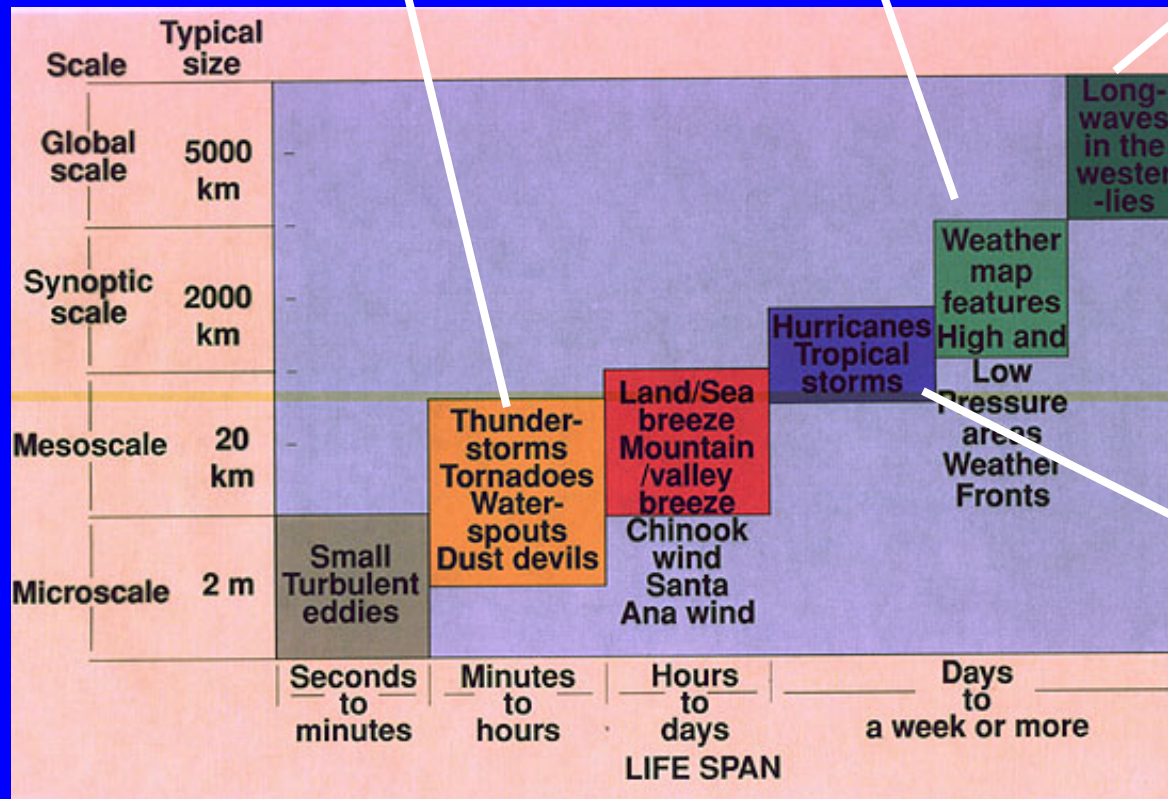 Typical
Scale size
Global
scale
5000
km
Synoptic
scale
2000
km
Mesoscale
20
km
Microscale
2 m
Small
Turbulent
eddies
Thunder-
storms
Tornadoes
Water-
spouts
Dust devils
Land/Sea
breeze
Mountain
/valley
breeze
Chinook
wind
Santa
Ana wind
Hurricanes
Tropical
storms
Weather
map
features
High and
Low
Pressure
areas
Weather
Fronts
Long-
waves
in the
wester
-lies
Seconds
to
minutes
Minutes
to
hours
Hours
to
days
Days
to
a week or more
LIFE SPAN